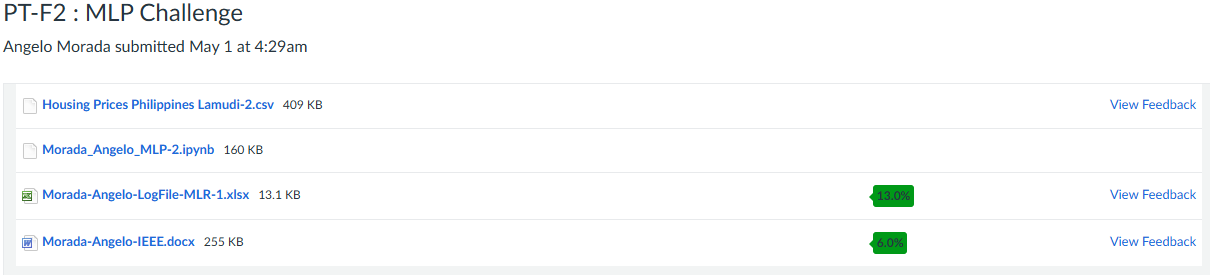 PT-F2 : MLP Challenge
Angelo Morada submitted May 1 at 4:29am
Housing Prices Philippines Lamudi-2.csv 409 KB View Feedback
Morada_Angelo_MLP-2.ipynb 160 KB
Morada-Angelo-LogFile-MLR-1.xlsx 13.1 KB 13.0% View Feedback
Morada-Angelo-IEEE.docx 255 KB 6.0% View Feedback